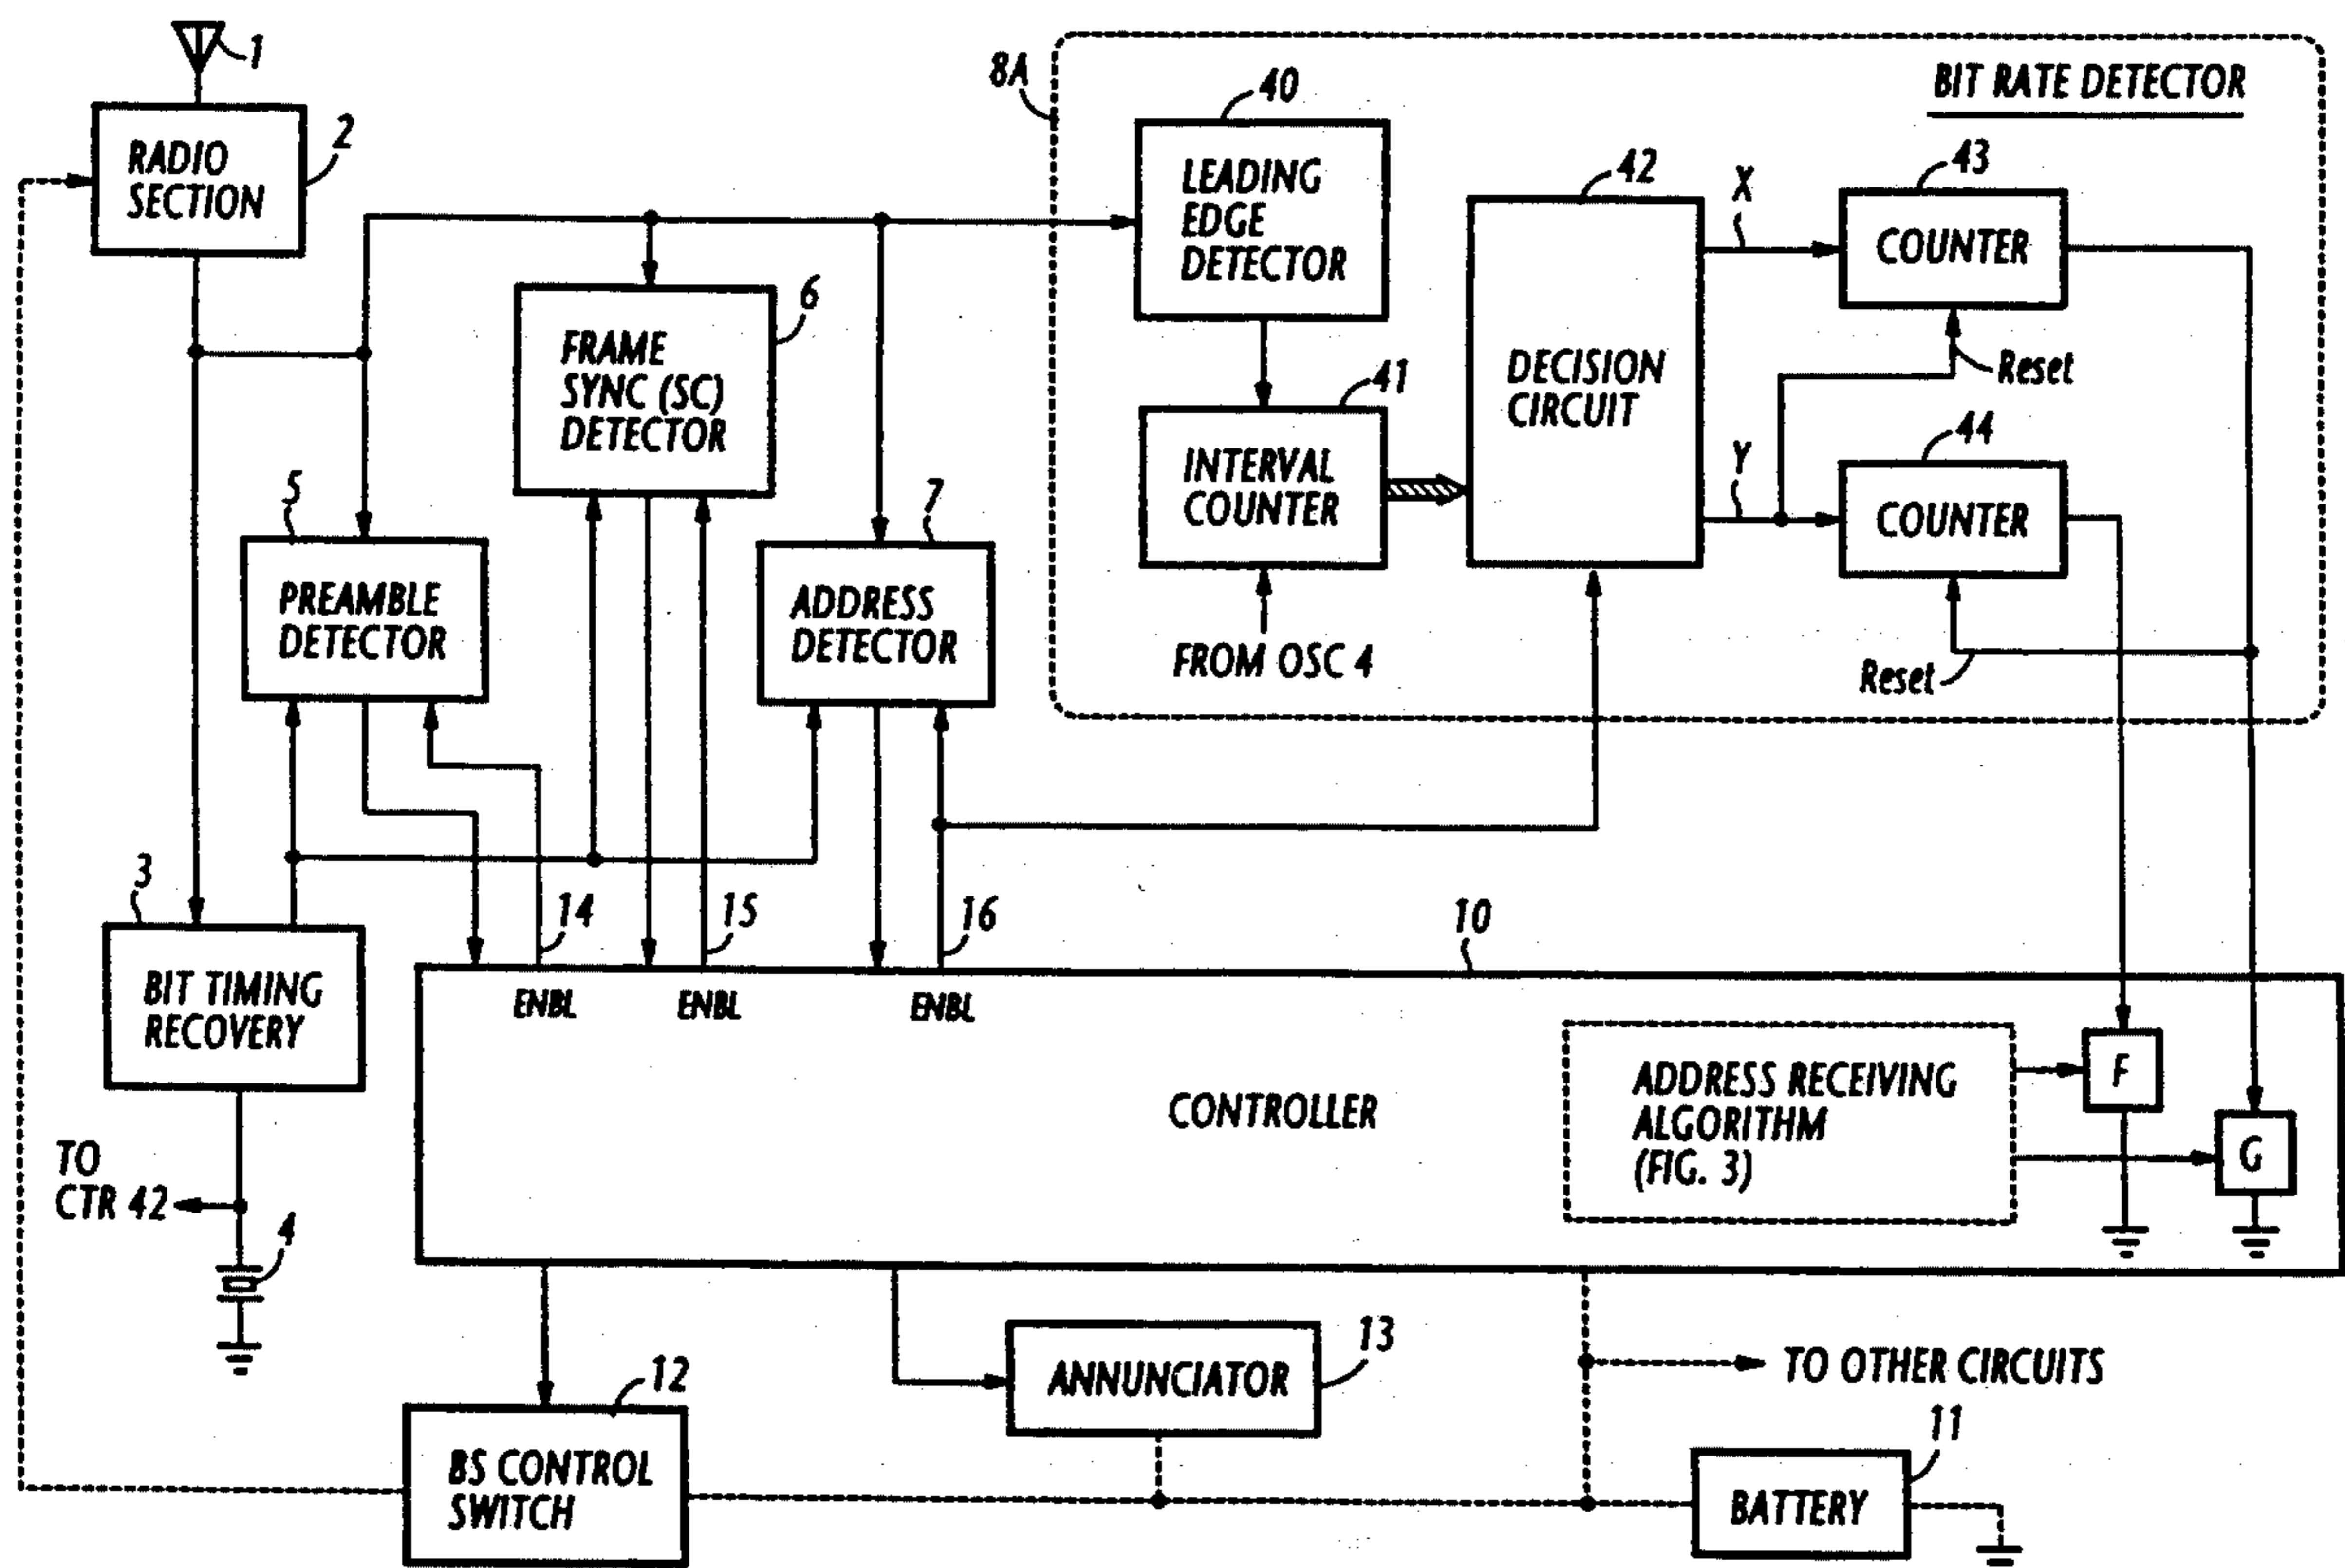 1
RADIO
SECTION
2
8A
BIT RATE DETECTOR
40
LEADING
EDGE
DETECTOR
42
DECISION
CIRCUIT
X
43
COUNTER
Reset
6
FRAME
SYNC (SC)
DETECTOR
41
INTERVAL
COUNTER
FROM OSC 4
Y
44
COUNTER
Reset
5
PREAMBLE
DETECTOR
7
ADDRESS
DETECTOR
3
BIT TIMING
RECOVERY
14
15
16
10
ENBL
ENBL
ENBL
CONTROLLER
ADDRESS RECEIVING
ALGORITHM
(FIG. 3)
F
G
TO
CTR 42
4
12
BS CONTROL
SWITCH
13
ANNUNCIATOR
TO OTHER CIRCUITS
11
BATTERY